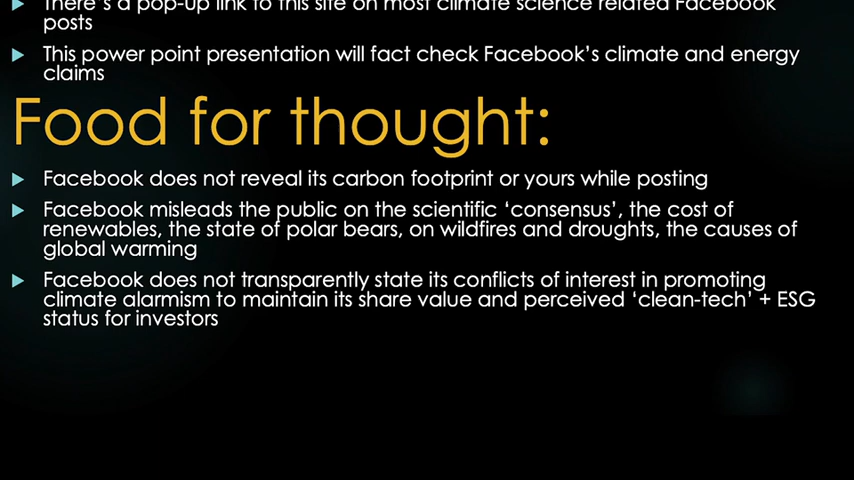 There's a pop-up link to this site on most climate science related Facebook
posts
This power point presentation will fact check Facebook's climate and energy
claims
Food for thought:
Facebook does not reveal its carbon footprint or yours while posting
Facebook misleads the public on the scientific ‘consensus’, the cost of
renewables, the state of polar bears, on wildfires and droughts, the causes of
global warming
Facebook does not transparently state its conflicts of interest in promoting
climate alarmism to maintain its share value and perceived ‘clean-tech’ + ESG
status for investors